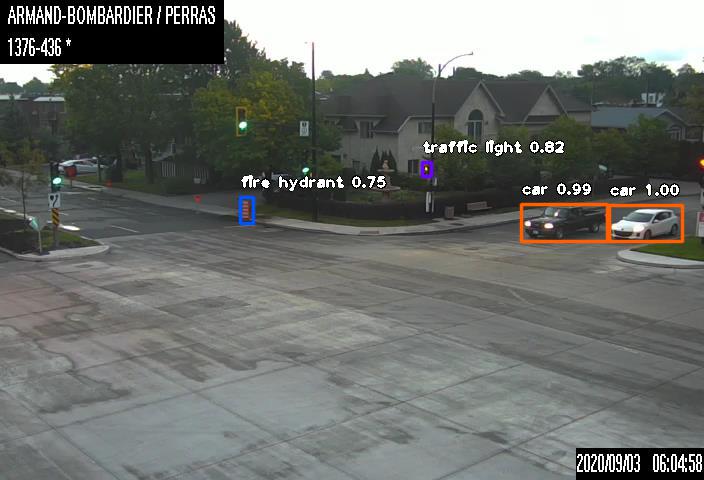 ARMAND-BOMBARDIER / PERRAS
1376-436 *
traffic light 0.82
fire hydrant 0.75
car 0.99
car 1.00
2020/09/03 06:04:58